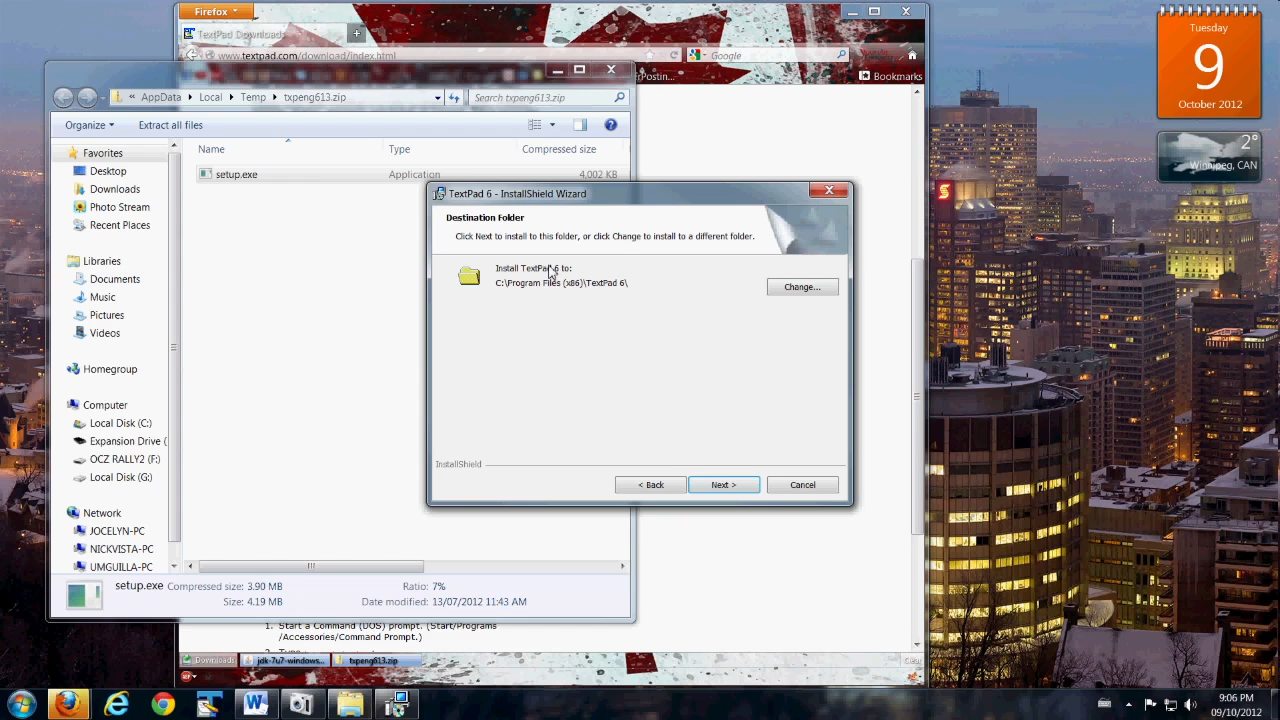 Firefox
TextPad Downloads
www.textpad.com/download/index.html
Google
Bookmarks
« AppData Local Temp txpeng613.zip
Search txpeng613.zip
Organize
Extract all files
Name
Type
Compressed size
setup.exe
Application
4,002 KB
Favorites
Desktop
Downloads
Photo Stream
Recent Places
Libraries
Documents
Music
Pictures
Videos
Homegroup
Computer
Local Disk (C:)
Expansion Drive (
OCZ RALLY2 (F:)
Local Disk (G:)
Network
JOCELYN-PC
NICKVISTA-PC
UMGUILLA-PC
setup.exe Compressed size: 3.90 MB
Ratio: 7%
Size: 4.19 MB
Date modified: 13/07/2012 11:43 AM
TextPad 6 - InstallShield Wizard
Destination Folder
Click Next to install to this folder, or click Change to install to a different folder.
Install TextPad 6 to:
C:\Program Files (x86)\TextPad 6\
Change...
InstallShield
< Back
Next >
Cancel
1. Start a Command (DOS) prompt. (Start/Programs
/Accessories/Command Prompt.)
Downloads
jdk-7u7-windows...
txpeng613.zip
Clear
Tuesday
9
October 2012
2°
Winnipeg, CAN
9:06 PM
09/10/2012